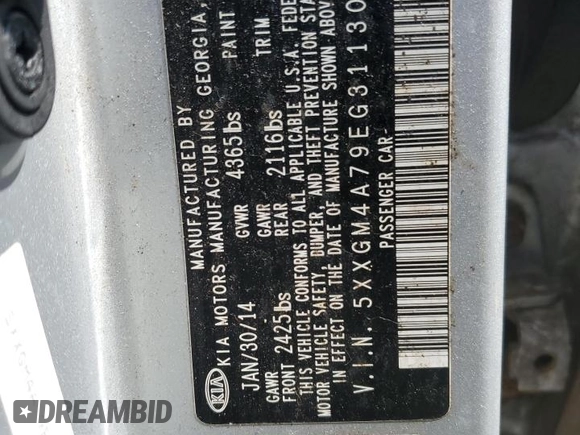 KIA
MANUFACTURED BY
KIA MOTORS MANUFACTURING GEORGIA,
JAN/30/14 GVWR 4365lbs PAINT
GAWR FRONT 2425lbs GAWR REAR 2116lbs TRIM
THIS VEHICLE CONFORMS TO ALL APPLICABLE U.S.A. FEDE
MOTOR VEHICLE SAFETY, BUMPER, AND THEFT PREVENTION STA
IN EFFECT ON THE DATE OF MANUFACTURE SHOWN ABOV
V.I.N. 5XXGM4A79EG31130
PASSENGER CAR
DREAMBID